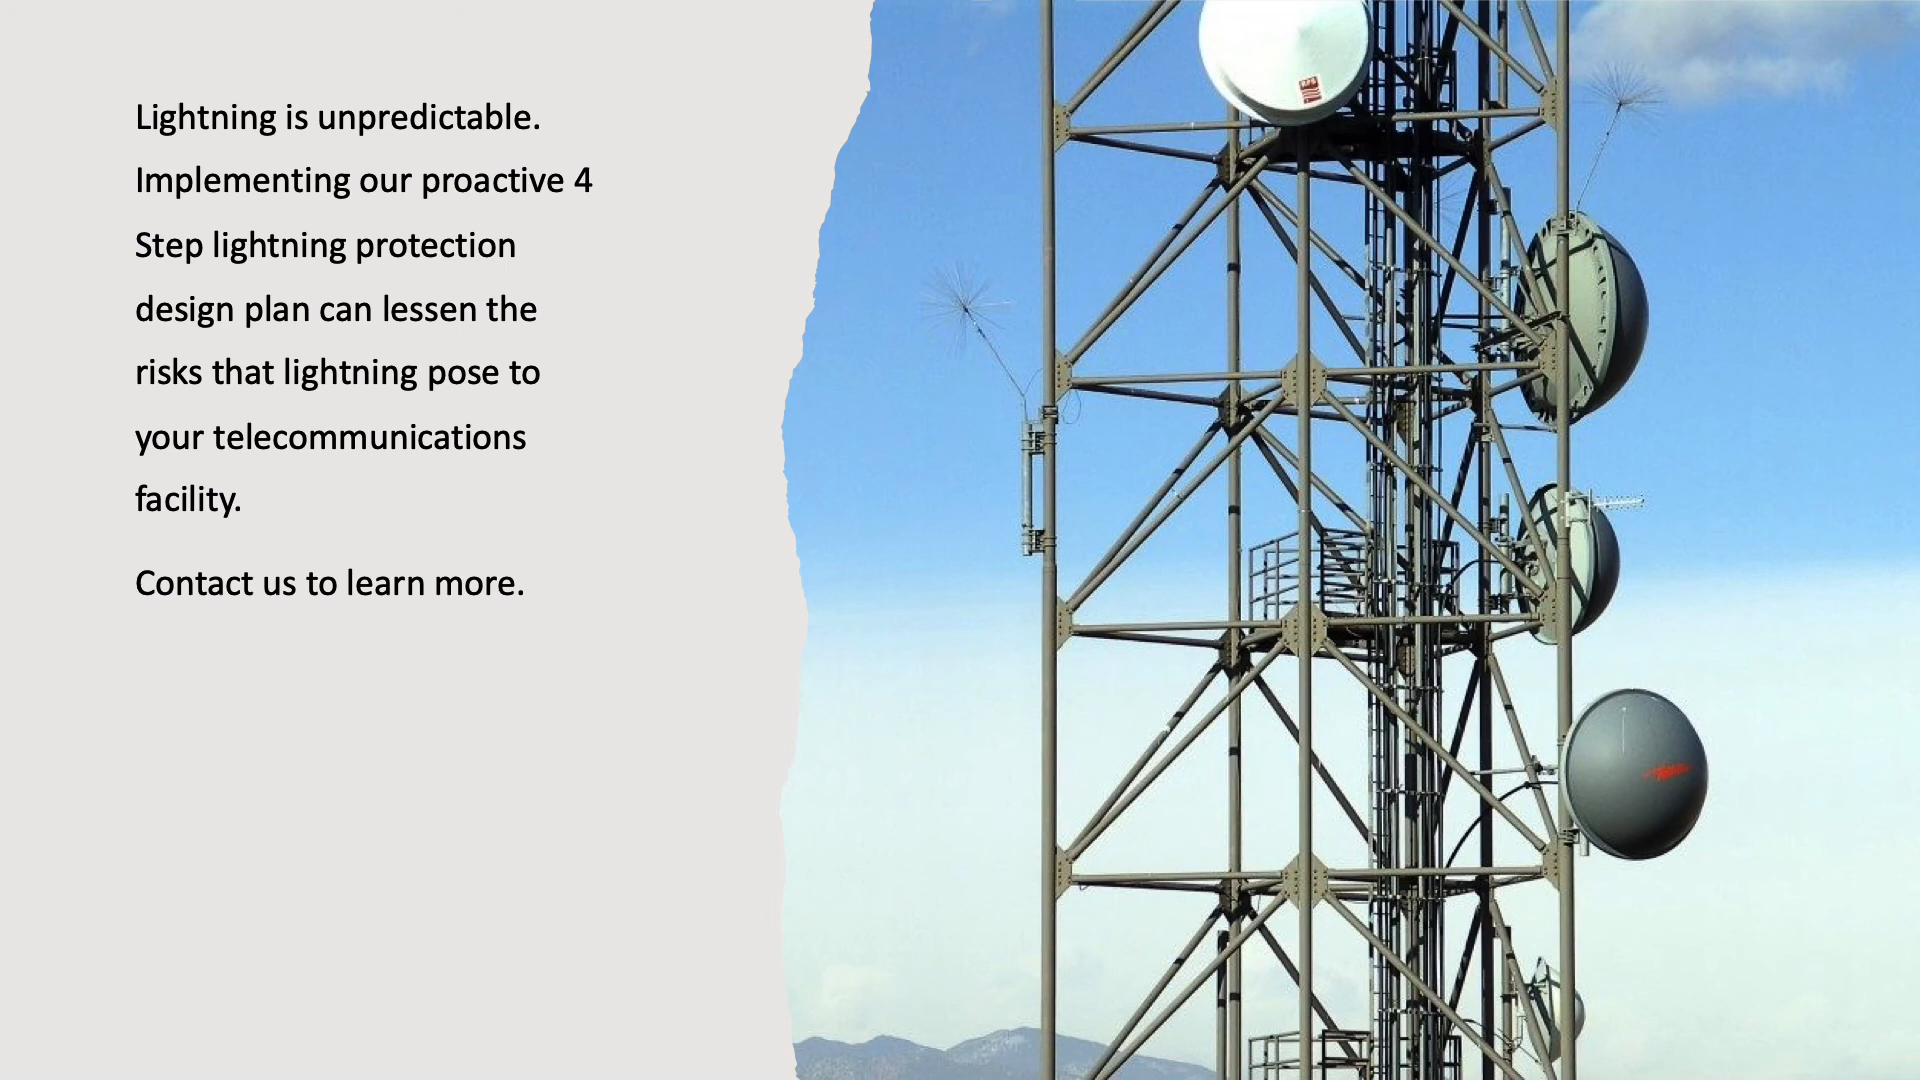 Lightning is unpredictable.
Implementing our proactive 4
Step lightning protection
design plan can lessen the
risks that lightning pose to
your telecommunications
facility.
Contact us to learn more.